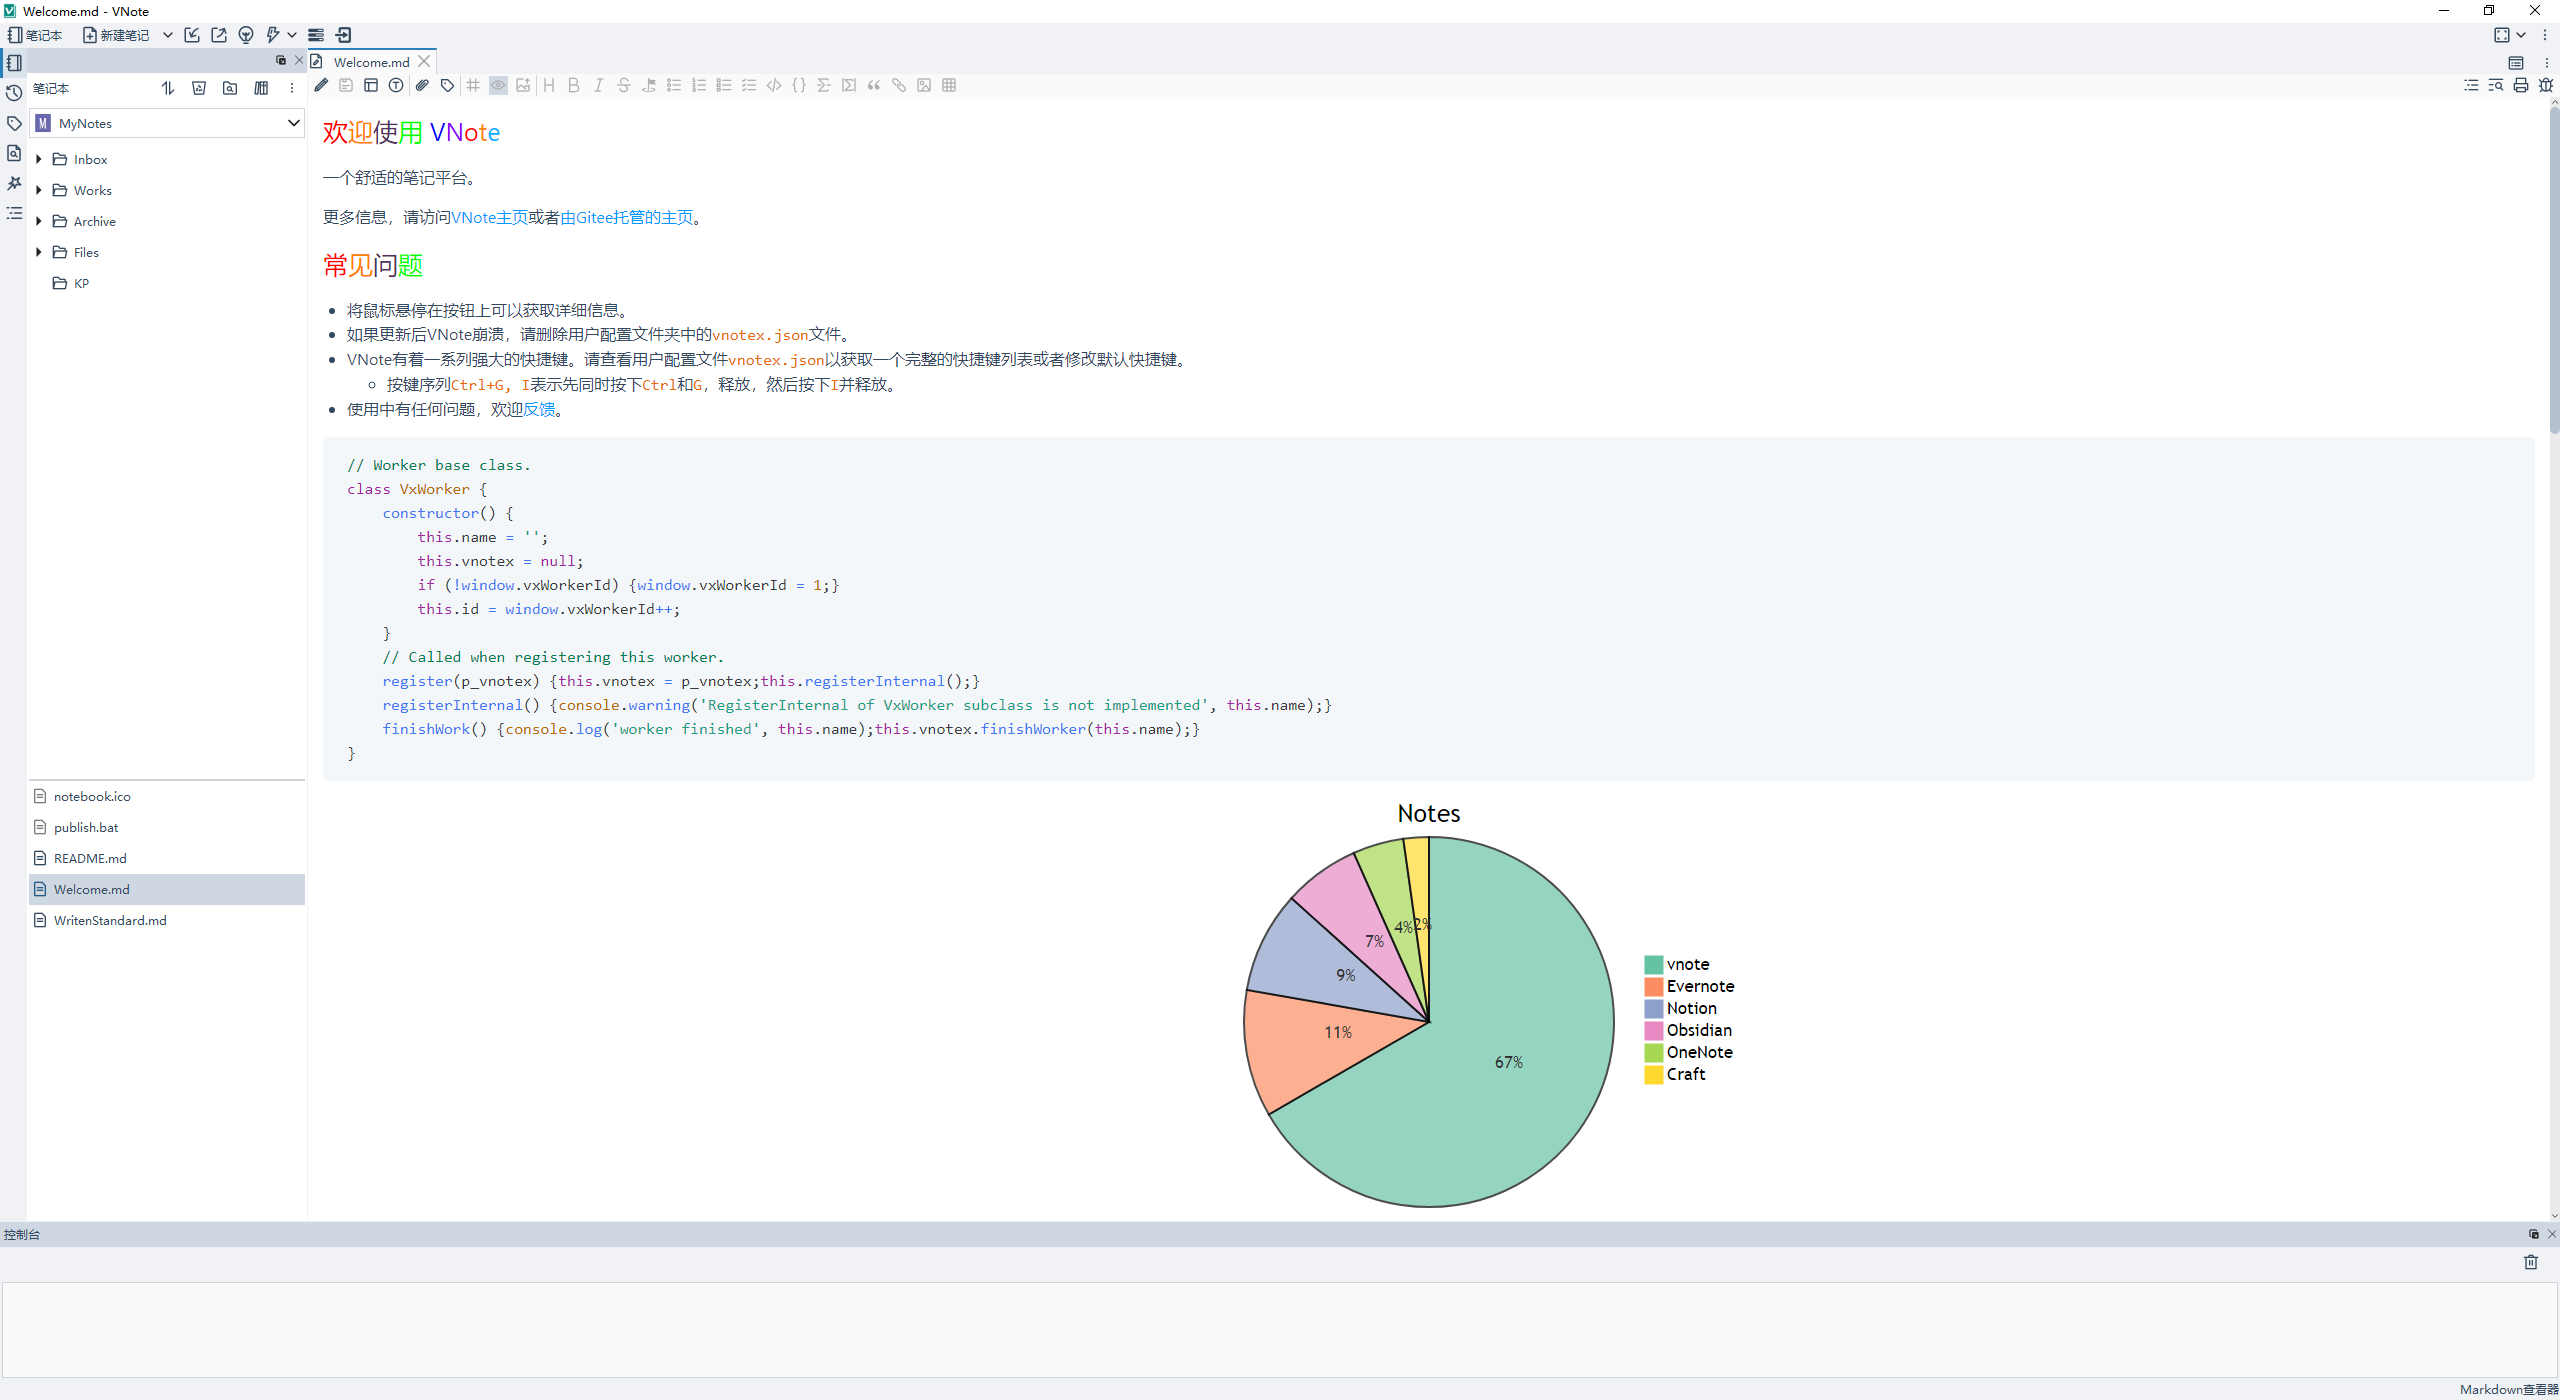 Welcome.md - VNote
笔记本
新建笔记
Welcome.md
笔记本
M MyNotes
Inbox
Works
Archive
Files
KP
notebook.ico
publish.bat
README.md
Welcome.md
WritenStandard.md
欢迎使用 VNote
一个舒适的笔记平台。
更多信息，请访问VNote主页或者由Gitee托管的主页。
常见问题
将鼠标悬停在按钮上可以获取详细信息。
如果更新后VNote崩溃，请删除用户配置文件夹中的vnotex.json文件。
VNote有着一系列强大的快捷键。请查看用户配置文件vnotex.json以获取一个完整的快捷键列表或者修改默认快捷键。
按键序列Ctrl+G, I表示先同时按下Ctrl和G，释放，然后按下I并释放。
使用中有任何问题，欢迎反馈。
// Worker base class.
class VxWorker {
constructor() {
this.name = '';
this.vnotex = null;
if (!window.vxWorkerId) {window.vxWorkerId = 1;}
this.id = window.vxWorkerId++;
}
// Called when registering this worker.
register(p_vnotex) {this.vnotex = p_vnotex;this.registerInternal();}
registerInternal() {console.warning('RegisterInternal of VxWorker subclass is not implemented', this.name);}
finishWork() {console.log('worker finished', this.name);this.vnotex.finishWorker(this.name);}
}
Notes
2%
4%
7%
9%
11%
67%
vnote
Evernote
Notion
Obsidian
OneNote
Craft
控制台
Markdown查看器